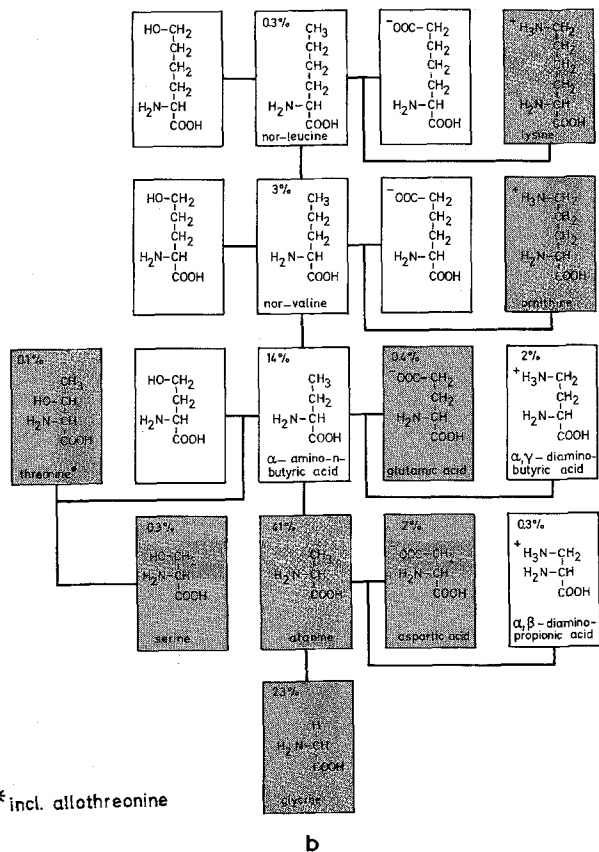 0.3%
HO-CH₂
CH₂
CH₂
CH₂
H₂N-CH
COOH
CH₃
CH₂
CH₂
CH₂
H₂N-CH
COOH
nor-leucine
⁻OOC-CH₂
CH₂
CH₂
CH₂
H₂N-CH
COOH
⁺H₃N-CH₂
CH₂
CH₂
CH₂
H₂N-CH
COOH
lysine
3%
HO-CH₂
CH₂
CH₂
H₂N-CH
COOH
CH₃
CH₂
CH₂
H₂N-CH
COOH
nor-valine
⁻OOC-CH₂
CH₂
CH₂
H₂N-CH
COOH
⁺H₃N-CH₂
CH₂
CH₂
H₂N-CH
COOH
ornithine
0.1%
CH₃
HO-CH
H₂N-CH
COOH
threonine*
HO-CH₂
CH₂
H₂N-CH
COOH
14%
CH₃
CH₂
H₂N-CH
COOH
α-amino-n-
butyric acid
0.4%
⁻OOC-CH₂
CH₂
H₂N-CH
COOH
glutamic acid
2%
⁺H₃N-CH₂
CH₂
H₂N-CH
COOH
α,γ-diamino-
butyric acid
0.3%
HO-CH₂
H₂N-CH
COOH
serine
41%
CH₃
H₂N-CH
COOH
alanine
2%
⁻OOC-CH₂
H₂N-CH
COOH
aspartic acid
0.3%
⁺H₃N-CH₂
H₂N-CH
COOH
α,β-diamino-
propionic acid
23%
H
H₂N-CH
COOH
glycine
* incl. allothreonine
b